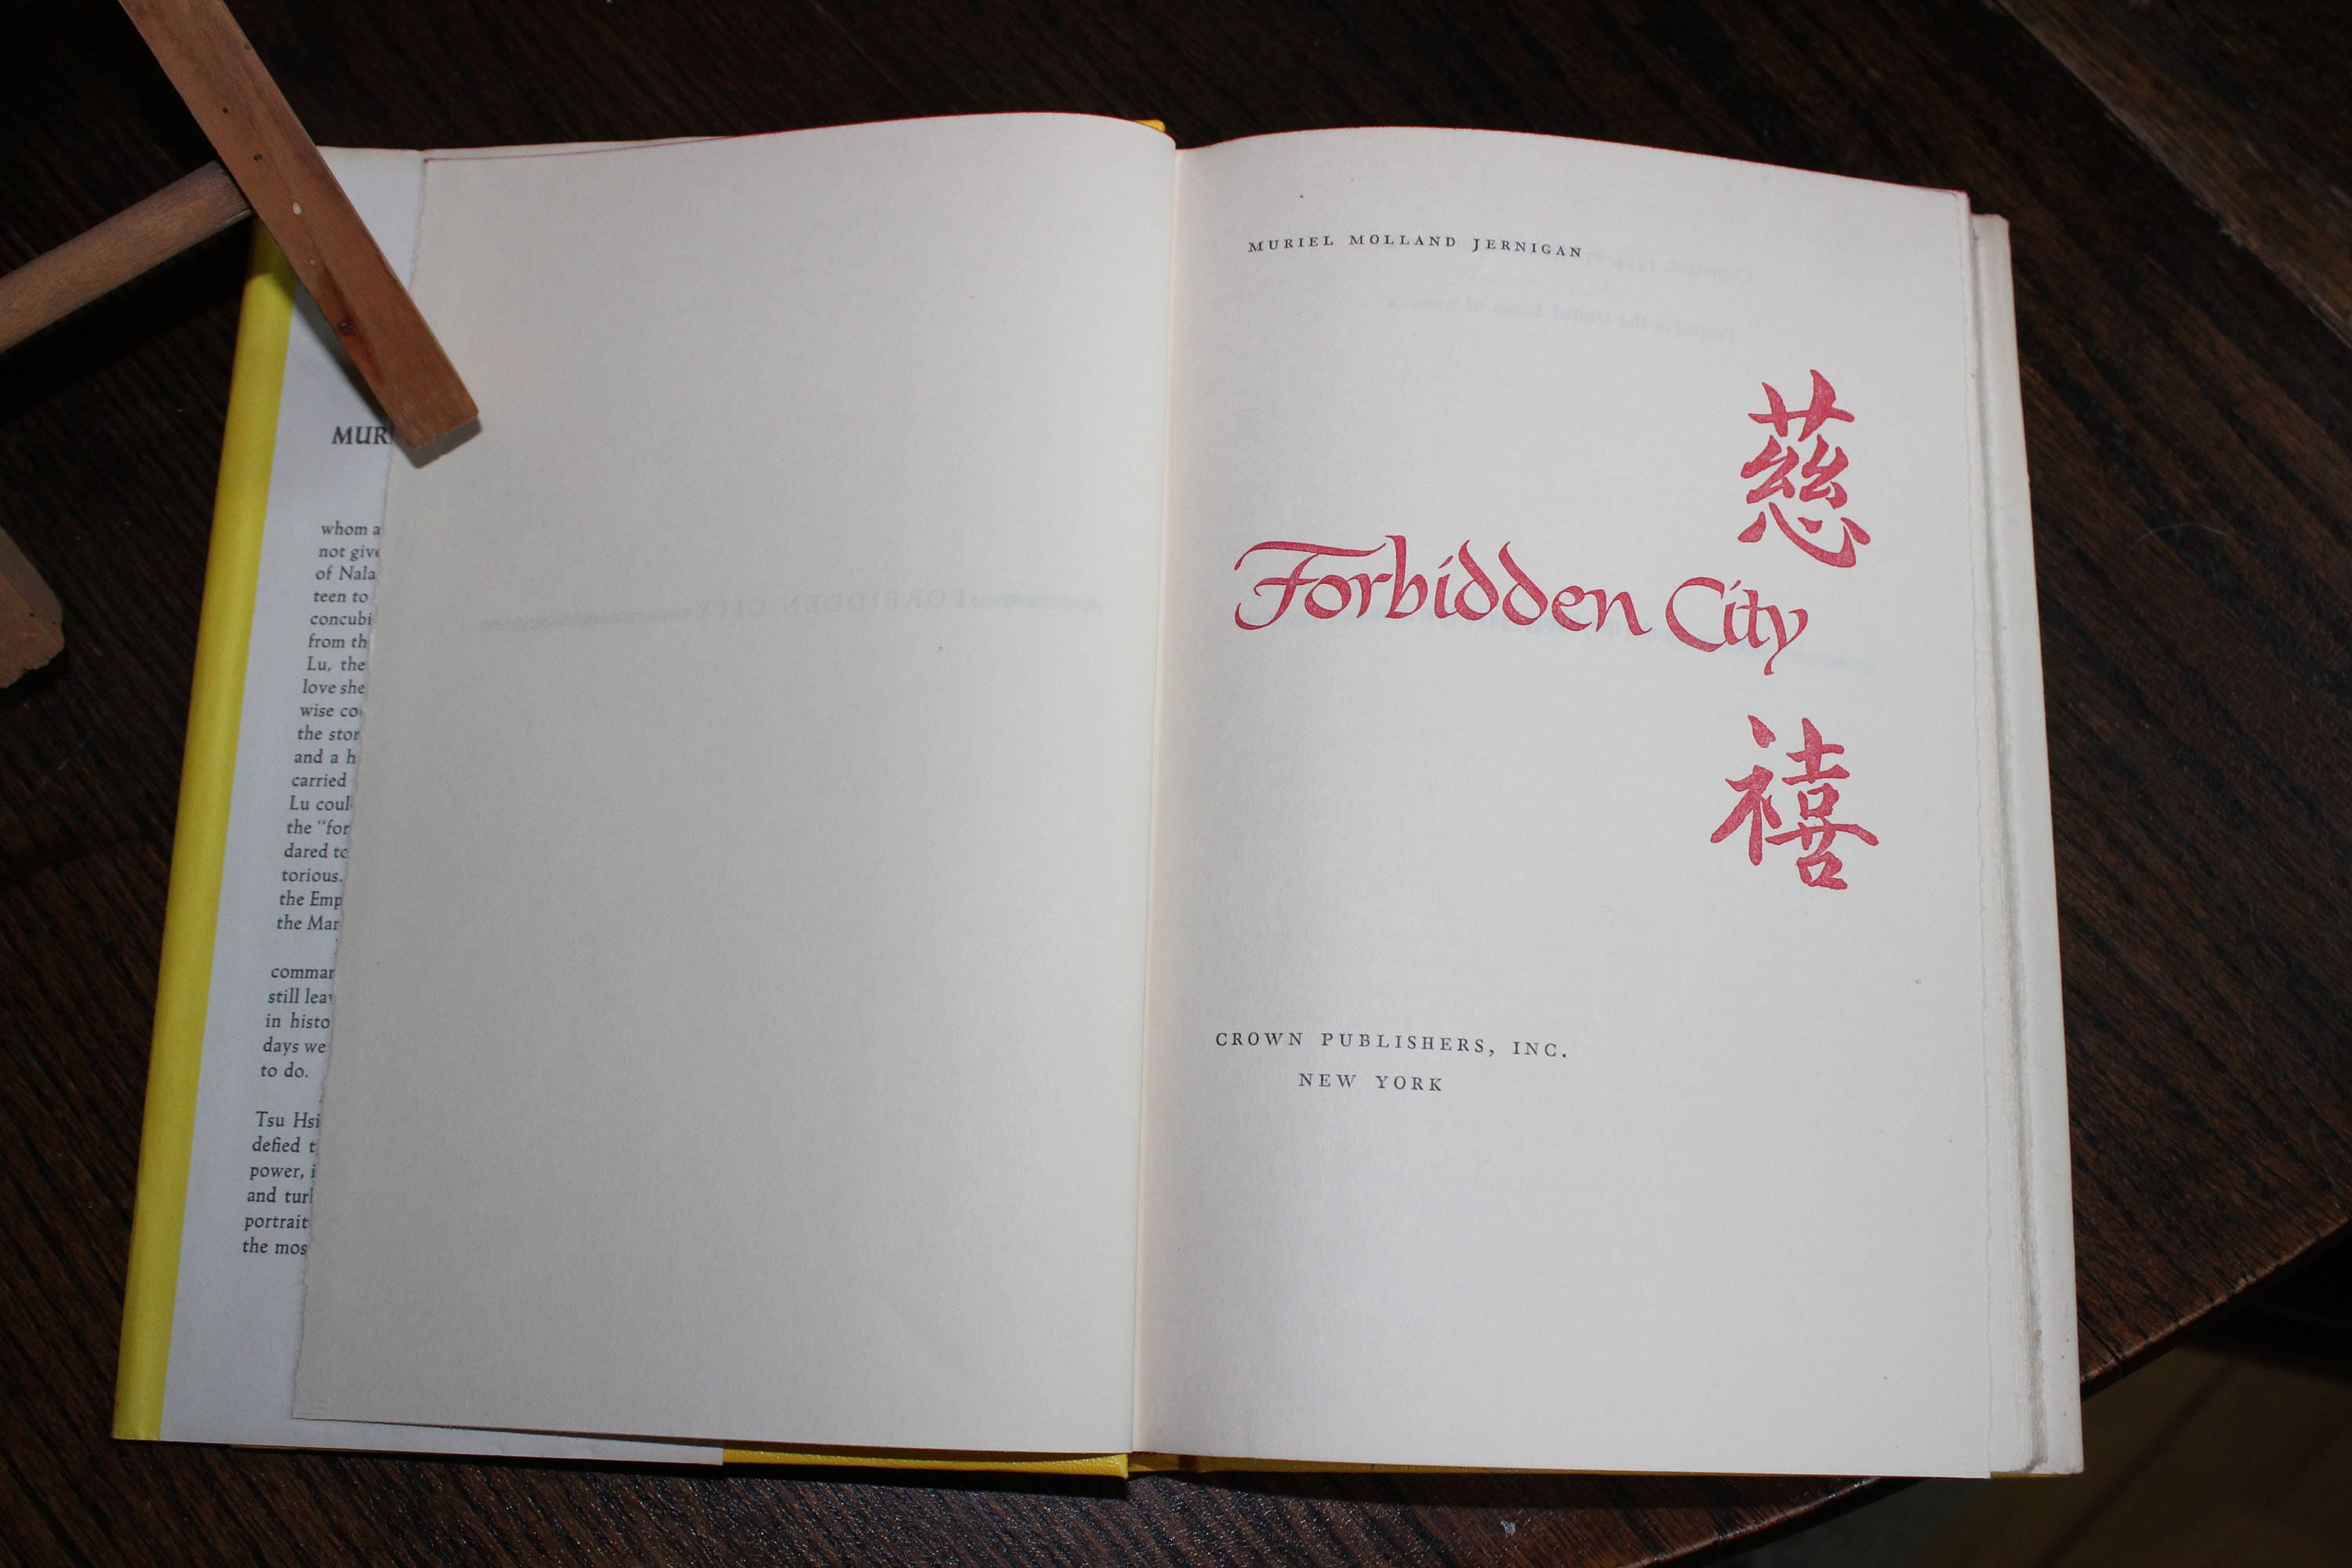 MUR
whom a
not give
of Nala
teen to
concubi
from th
Lu, the
love she
wise co
the stor
and a h
carried
Lu coul
the "for
dared to
torious.
the Emp
the Mar
comman
still leav
in histo
days we
to do.
Tsu Hsi
defied t
power, i
and turb
portrait
the mos
MURIEL MOLLAND JERNIGAN
慈
Forbidden City
禧
CROWN PUBLISHERS, INC.
NEW YORK